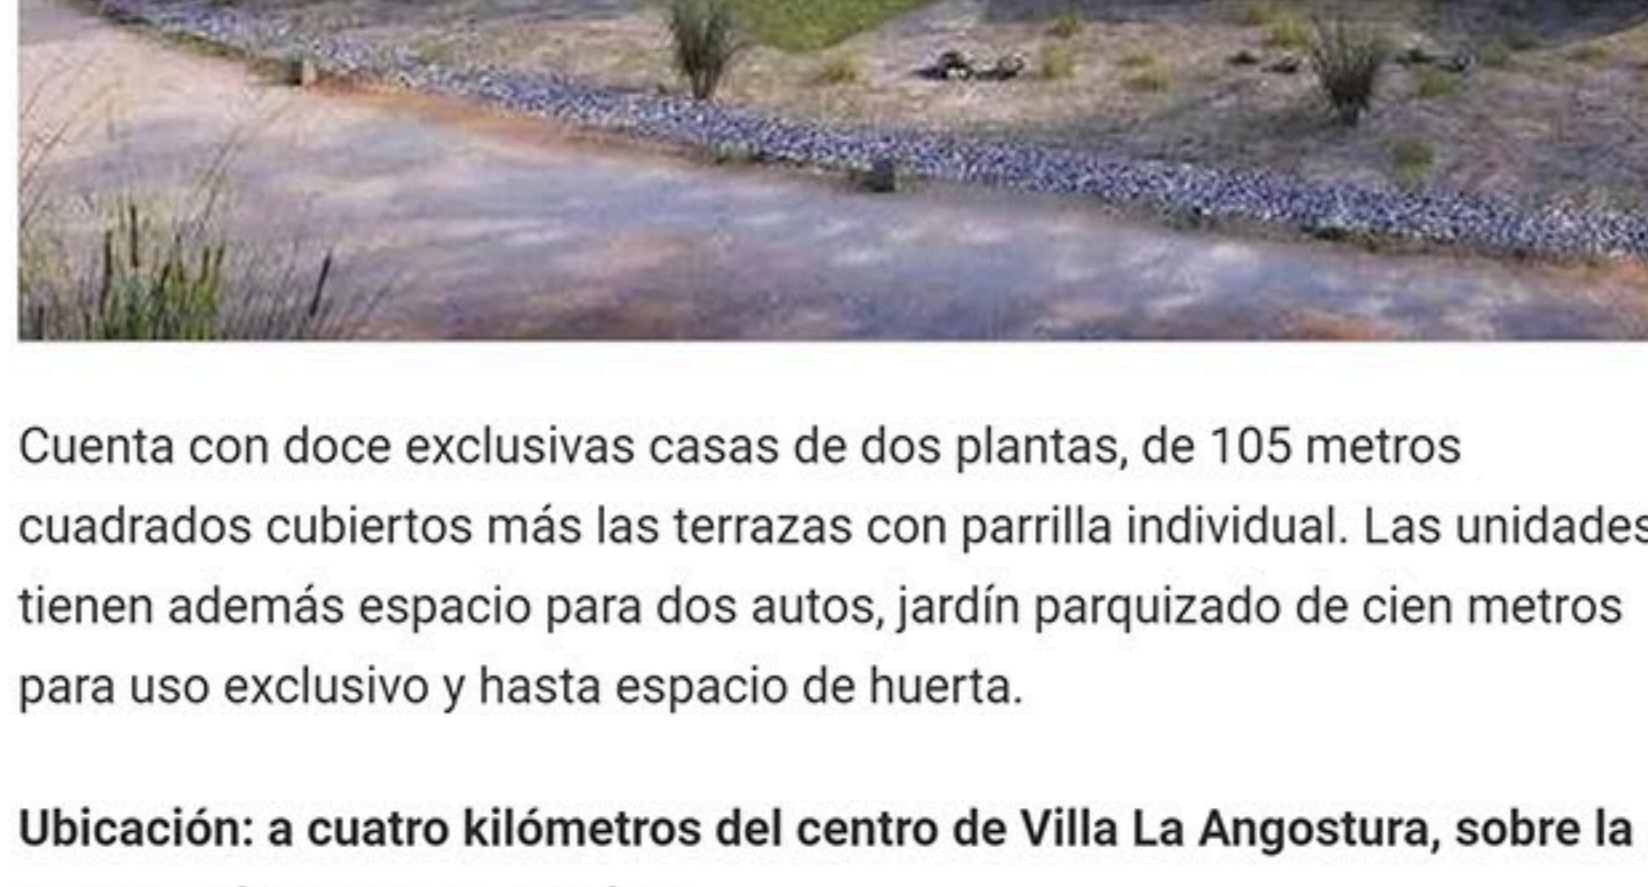 Cuenta con doce exclusivas casas de dos plantas, de 105 metros
cuadrados cubiertos más las terrazas con parrilla individual. Las unidades
tienen además espacio para dos autos, jardín parquizado de cien metros
para uso exclusivo y hasta espacio de huerta.
Ubicación: a cuatro kilómetros del centro de Villa La Angostura, sobre la